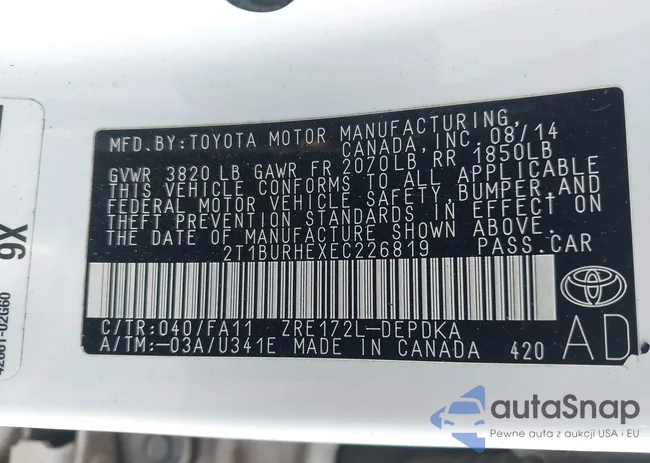 MFD.BY:TOYOTA MOTOR MANUFACTURING,
CANADA,INC. 08/14
GVWR 3820 LB GAWR FR 2070LB,RR 1850LB
THIS VEHICLE CONFORMS TO ALL APPLICABLE
FEDERAL MOTOR VEHICLE SAFETY,BUMPER,AND
THEFT PREVENTION STANDARDS IN EFFECT ON
THE DATE OF MANUFACTURE SHOWN ABOVE.
2T1BURHEXEC226819 PASS.CAR
C/TR:040/FA11 ZRE172L-DEPDKA
A/TM:-03A/U341E MADE IN CANADA 420
AD
9X
autaSnap
Pewne auta z aukcji USA i EU